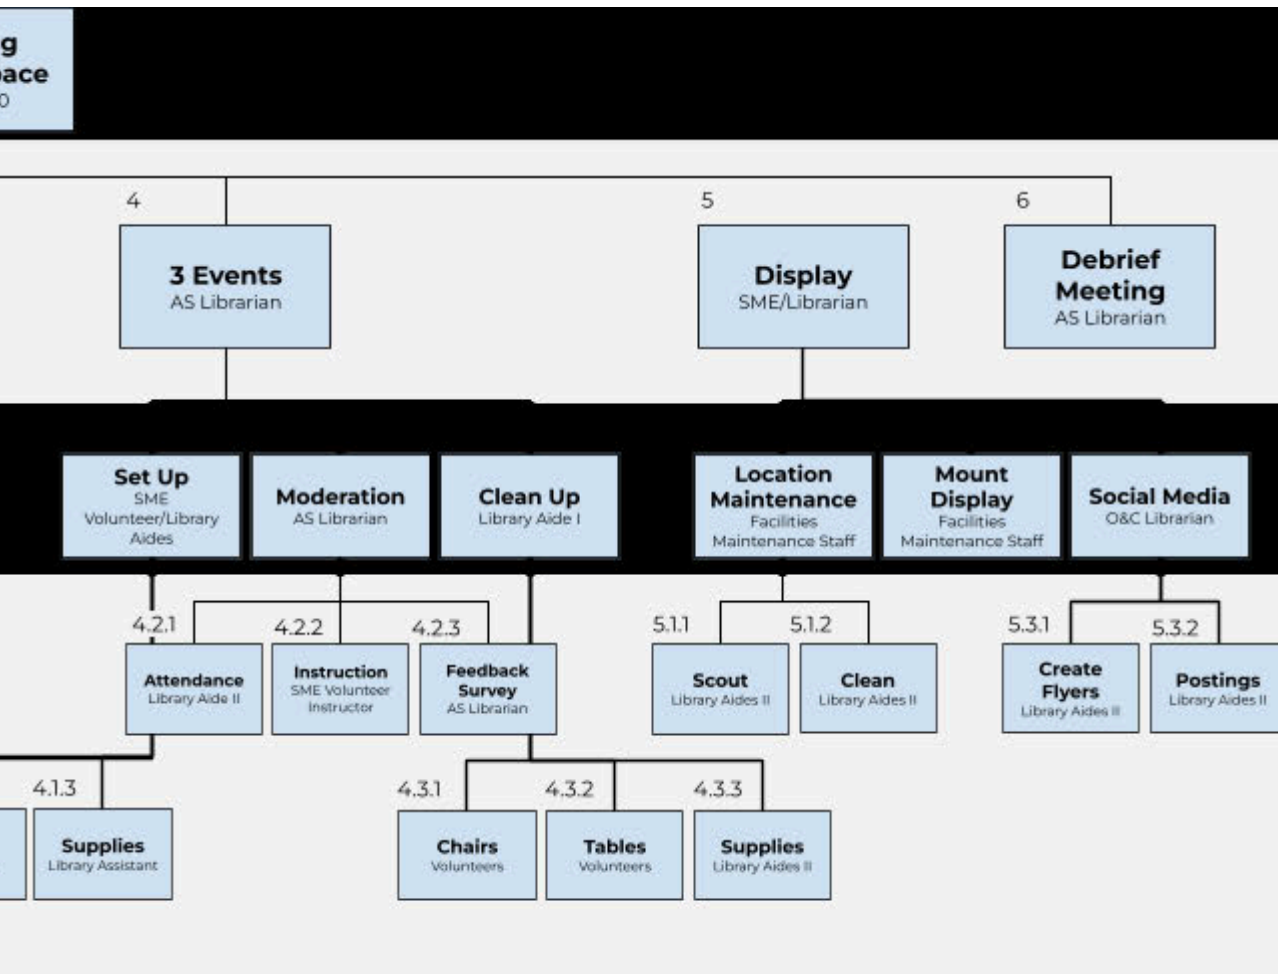 g
pace
0
4
5
6
3 Events
AS Librarian
Display
SME/Librarian
Debrief
Meeting
AS Librarian
Set Up
SME
Volunteer/Library
Aides
Moderation
AS Librarian
Clean Up
Library Aide I
Location
Maintenance
Facilities
Maintenance Staff
Mount
Display
Facilities
Maintenance Staff
Social Media
O&C Librarian
4.2.1
4.2.2
4.2.3
5.1.1
5.1.2
5.3.1
5.3.2
Attendance
Library Aide II
Instruction
SME Volunteer
Instructor
Feedback
Survey
AS Librarian
Scout
Library Aides II
Clean
Library Aides II
Create
Flyers
Library Aides II
Postings
Library Aides II
4.1.3
4.3.1
4.3.2
4.3.3
Supplies
Library Assistant
Chairs
Volunteers
Tables
Volunteers
Supplies
Library Aides II